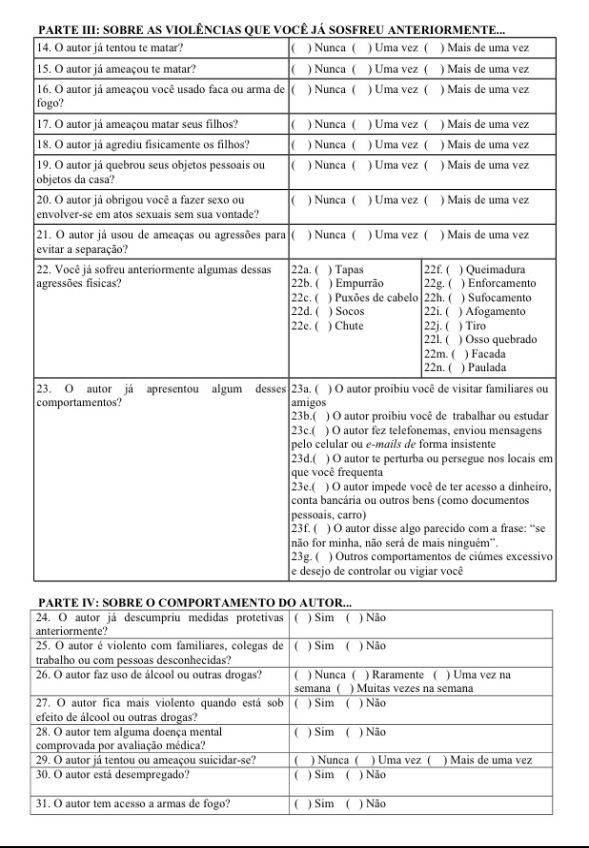 PARTE III: SOBRE AS VIOLÊNCIAS QUE VOCÊ JÁ SOSFREU ANTERIORMENTE...
14. O autor já tentou te matar?
( ) Nunca ( ) Uma vez ( ) Mais de uma vez
15. O autor já ameaçou te matar?
( ) Nunca ( ) Uma vez ( ) Mais de uma vez
16. O autor já ameaçou você usado faca ou arma de
fogo?
( ) Nunca ( ) Uma vez ( ) Mais de uma vez
17. O autor já ameaçou matar seus filhos?
( ) Nunca ( ) Uma vez ( ) Mais de uma vez
18. O autor já agrediu fisicamente os filhos?
( ) Nunca ( ) Uma vez ( ) Mais de uma vez
19. O autor já quebrou seus objetos pessoais ou
objetos da casa?
( ) Nunca ( ) Uma vez ( ) Mais de uma vez
20. O autor já obrigou você a fazer sexo ou
envolver-se em atos sexuais sem sua vontade?
( ) Nunca ( ) Uma vez ( ) Mais de uma vez
21. O autor já usou de ameaças ou agressões para
evitar a separação?
( ) Nunca ( ) Uma vez ( ) Mais de uma vez
22. Você já sofreu anteriormente algumas dessas
agressões físicas?
22a. ( ) Tapas
22b. ( ) Empurrão
22c. ( ) Puxões de cabelo
22d. ( ) Socos
22e. ( ) Chute
22f. ( ) Queimadura
22g. ( ) Enforcamento
22h. ( ) Sufocamento
22i. ( ) Afogamento
22j. ( ) Tiro
22l. ( ) Osso quebrado
22m. ( ) Facada
22n. ( ) Paulada
23. O autor já apresentou algum desses
comportamentos?
23a. ( ) O autor proibiu você de visitar familiares ou
amigos
23b.( ) O autor proibiu você de trabalhar ou estudar
23c.( ) O autor fez telefonemas, enviou mensagens
pelo celular ou e-mails de forma insistente
23d.( ) O autor te perturba ou persegue nos locais em
que você frequenta
23e.( ) O autor impede você de ter acesso a dinheiro,
conta bancária ou outros bens (como documentos
pessoais, carro)
23f. ( ) O autor disse algo parecido com a frase: “se
não for minha, não será de mais ninguém”.
23g. ( ) Outros comportamentos de ciúmes excessivo
e desejo de controlar ou vigiar você
PARTE IV: SOBRE O COMPORTAMENTO DO AUTOR...
24. O autor já descumpriu medidas protetivas
anteriormente?
( ) Sim ( ) Não
25. O autor é violento com familiares, colegas de
trabalho ou com pessoas desconhecidas?
( ) Sim ( ) Não
26. O autor faz uso de álcool ou outras drogas?
( ) Nunca ( ) Raramente ( ) Uma vez na
semana ( ) Muitas vezes na semana
27. O autor fica mais violento quando está sob
efeito de álcool ou outras drogas?
( ) Sim ( ) Não
28. O autor tem alguma doença mental
comprovada por avaliação médica?
( ) Sim ( ) Não
29. O autor já tentou ou ameaçou suicidar-se?
( ) Nunca ( ) Uma vez ( ) Mais de uma vez
30. O autor está desempregado?
( ) Sim ( ) Não
31. O autor tem acesso a armas de fogo?
( ) Sim ( ) Não